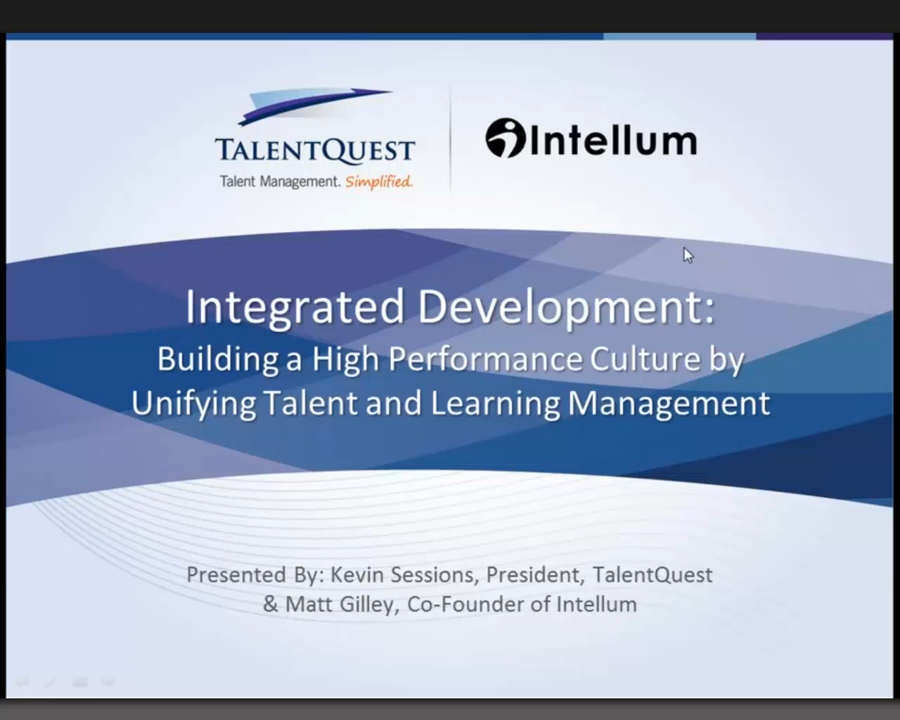 TALENTQUEST
Talent Management. Simplified.
Intellum
Integrated Development:
Building a High Performance Culture by
Unifying Talent and Learning Management
Presented By: Kevin Sessions, President, TalentQuest
& Matt Gilley, Co-Founder of Intellum